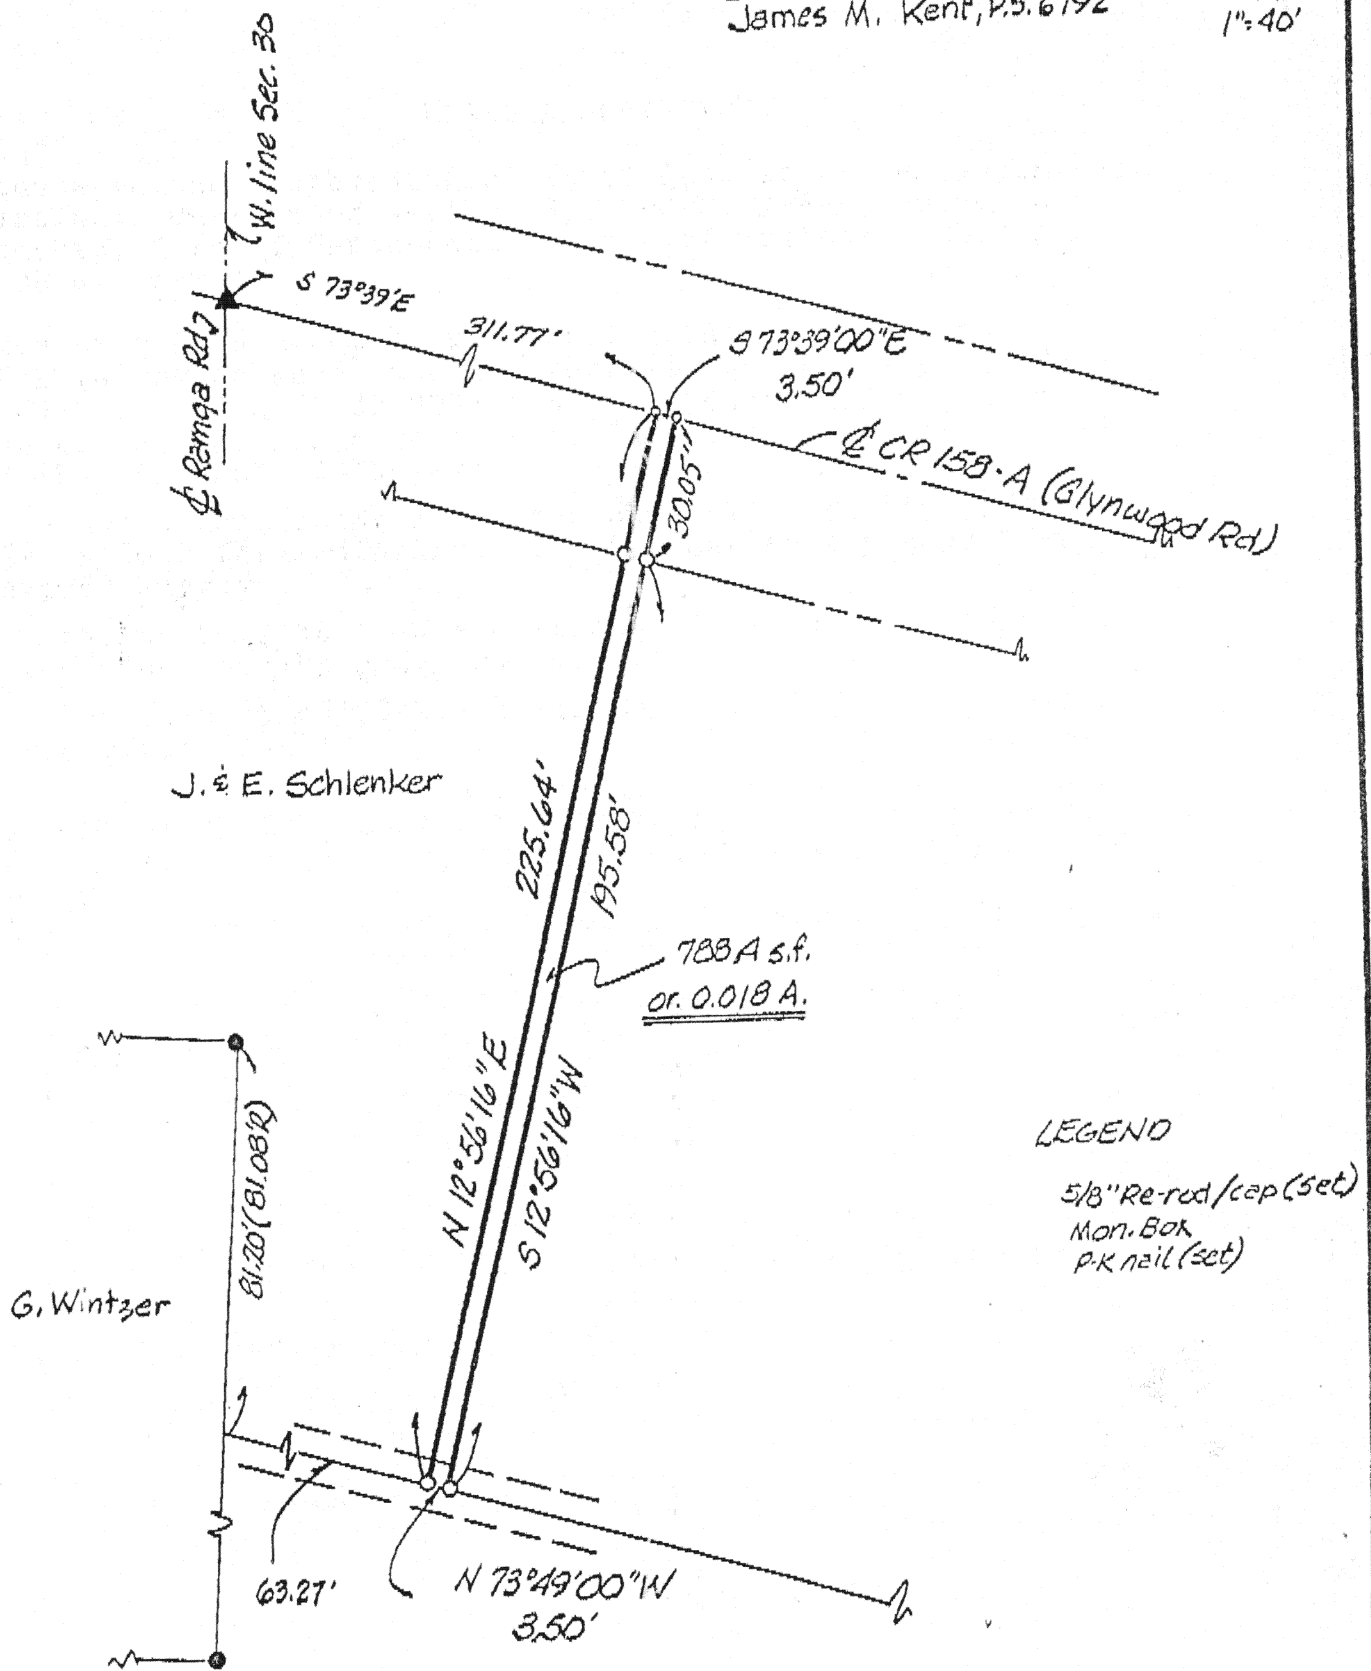 James M. Kent, P.S. 6792
1"=40'
W. line Sec. 30
S 73°39'E
311.77'
S 73°39'00"E
3.50'
℄ Ramga Rd.
℄ CR 158-A (Glynwood Rd)
30.05'
J. & E. Schlenker
225.64'
195.58'
788.4 s.f.
or. 0.018 A.
N 12°56'16"E
S 12°56'16"W
81.20'(81.08'R)
LEGEND
5/8" Re-rod/cap (set)
Mon. Box
P-K nail (set)
G. Wintzer
63.27'
N 73°49'00"W
3.50'